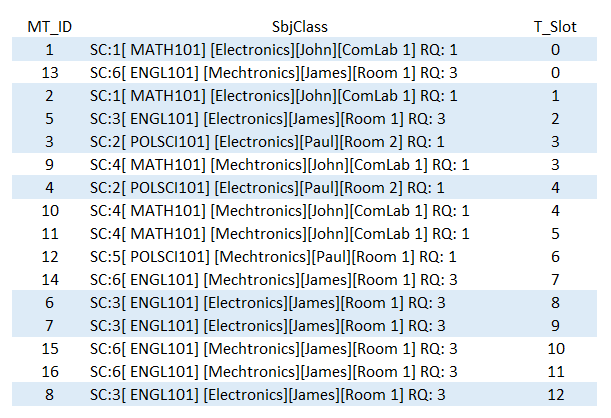 MT_ID SbjClass T_Slot
1 SC:1[ MATH101] [Electronics][John][ComLab 1] RQ: 1 0
13 SC:6[ ENGL101] [Mechtronics][James][Room 1] RQ: 3 0
2 SC:1[ MATH101] [Electronics][John][ComLab 1] RQ: 1 1
5 SC:3[ ENGL101] [Electronics][James][Room 1] RQ: 3 2
3 SC:2[ POLSCI101] [Electronics][Paul][Room 2] RQ: 1 3
9 SC:4[ MATH101] [Mechtronics][John][ComLab 1] RQ: 1 3
4 SC:2[ POLSCI101] [Electronics][Paul][Room 2] RQ: 1 4
10 SC:4[ MATH101] [Mechtronics][John][ComLab 1] RQ: 1 4
11 SC:4[ MATH101] [Mechtronics][John][ComLab 1] RQ: 1 5
12 SC:5[ POLSCI101] [Mechtronics][Paul][Room 1] RQ: 1 6
14 SC:6[ ENGL101] [Mechtronics][James][Room 1] RQ: 3 7
6 SC:3[ ENGL101] [Electronics][James][Room 1] RQ: 3 8
7 SC:3[ ENGL101] [Electronics][James][Room 1] RQ: 3 9
15 SC:6[ ENGL101] [Mechtronics][James][Room 1] RQ: 3 10
16 SC:6[ ENGL101] [Mechtronics][James][Room 1] RQ: 3 11
8 SC:3[ ENGL101] [Electronics][James][Room 1] RQ: 3 12